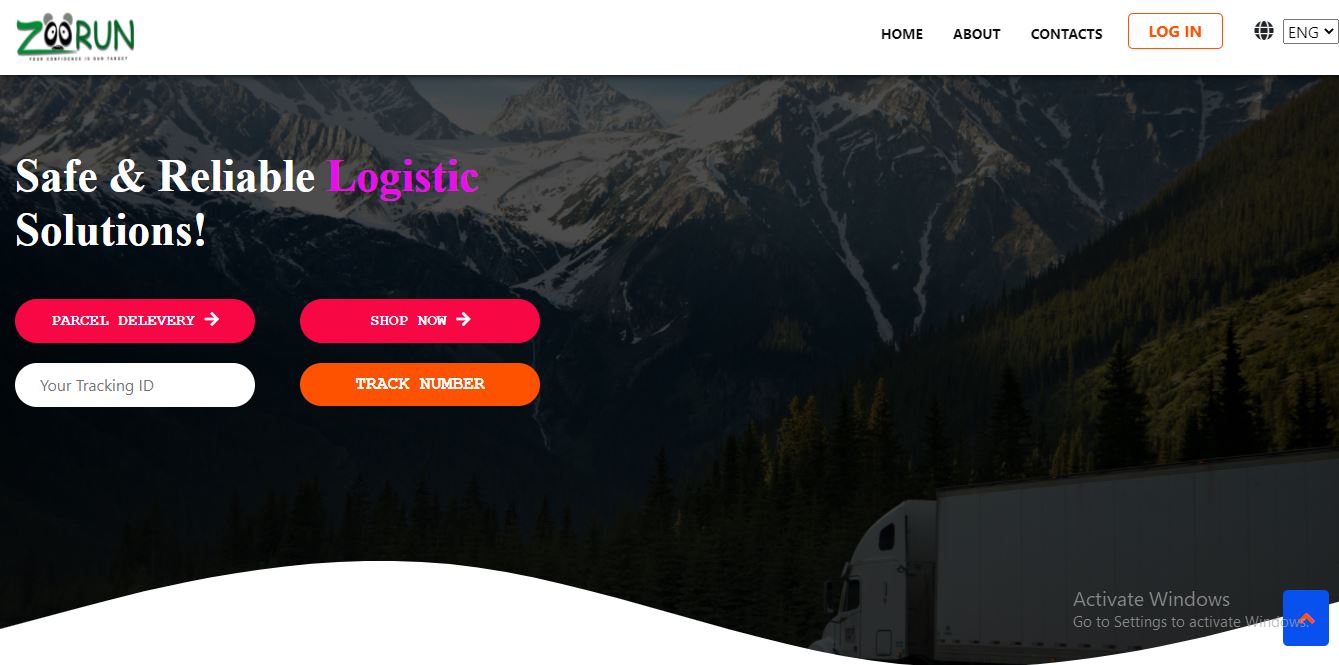 ZOORUN
YOUR CONFIDENCE IS OUR TARGET
HOME
ABOUT
CONTACTS
LOG IN
ENG
Safe & Reliable Logistic
Solutions!
PARCEL DELEVERY
SHOP NOW
Your Tracking ID
TRACK NUMBER
Activate Windows
Go to Settings to activate Windows.